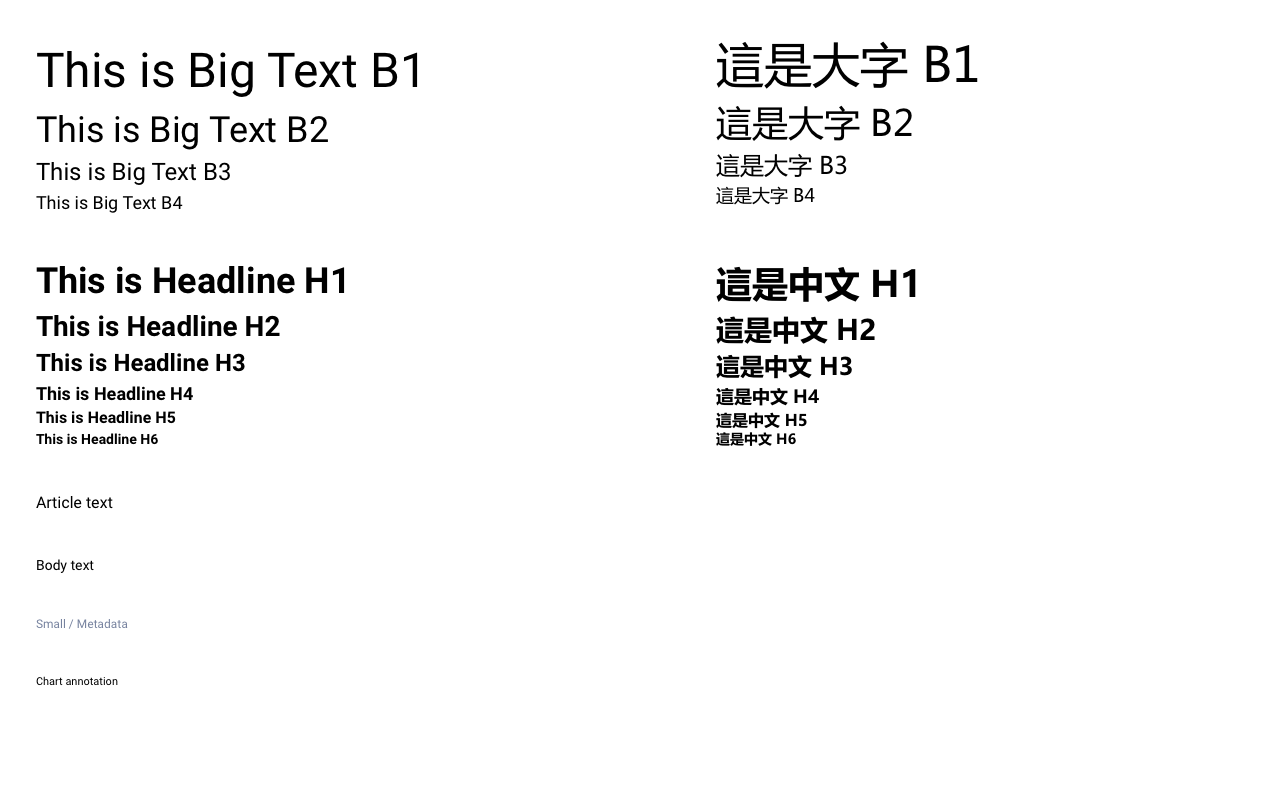 This is Big Text B1
This is Big Text B2
This is Big Text B3
This is Big Text B4
這是大字 B1
這是大字 B2
這是大字 B3
這是大字 B4
This is Headline H1
This is Headline H2
This is Headline H3
This is Headline H4
This is Headline H5
This is Headline H6
這是中文 H1
這是中文 H2
這是中文 H3
這是中文 H4
這是中文 H5
這是中文 H6
Article text
Body text
Small / Metadata
Chart annotation